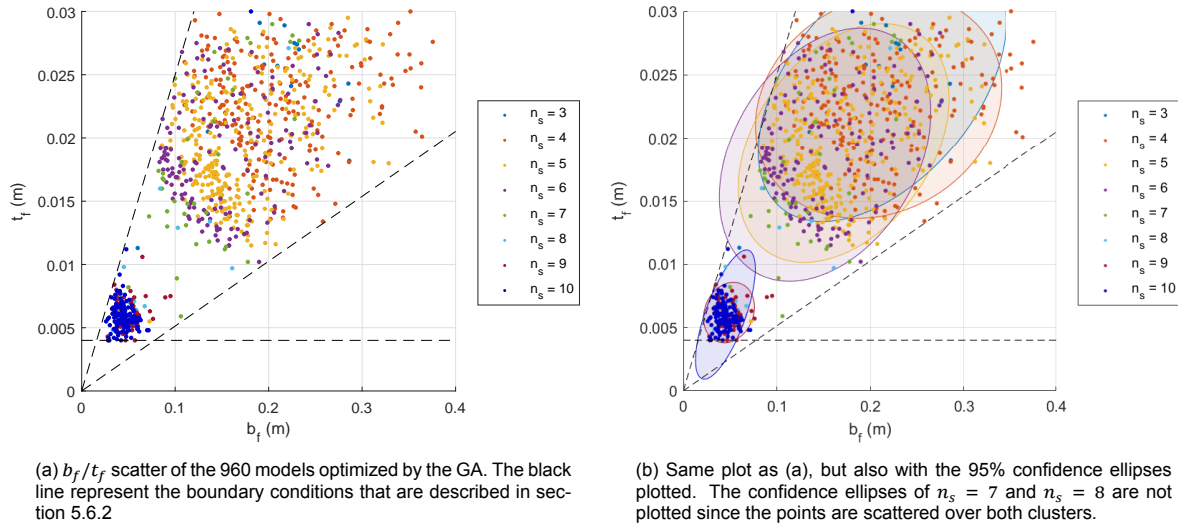 0.03
0.025
0.02
0.015
0.01
0.005
0
t_f (m)
0 0.1 0.2 0.3 0.4
b_f (m)
n_s = 3
n_s = 4
n_s = 5
n_s = 6
n_s = 7
n_s = 8
n_s = 9
n_s = 10
(a) b_f/t_f scatter of the 960 models optimized by the GA. The black
line represent the boundary conditions that are described in sec-
tion 5.6.2
0.03
0.025
0.02
0.015
0.01
0.005
0
t_f (m)
0 0.1 0.2 0.3 0.4
b_f (m)
n_s = 3
n_s = 4
n_s = 5
n_s = 6
n_s = 7
n_s = 8
n_s = 9
n_s = 10
(b) Same plot as (a), but also with the 95% confidence ellipses
plotted. The confidence ellipses of n_s = 7 and n_s = 8 are not
plotted since the points are scattered over both clusters.